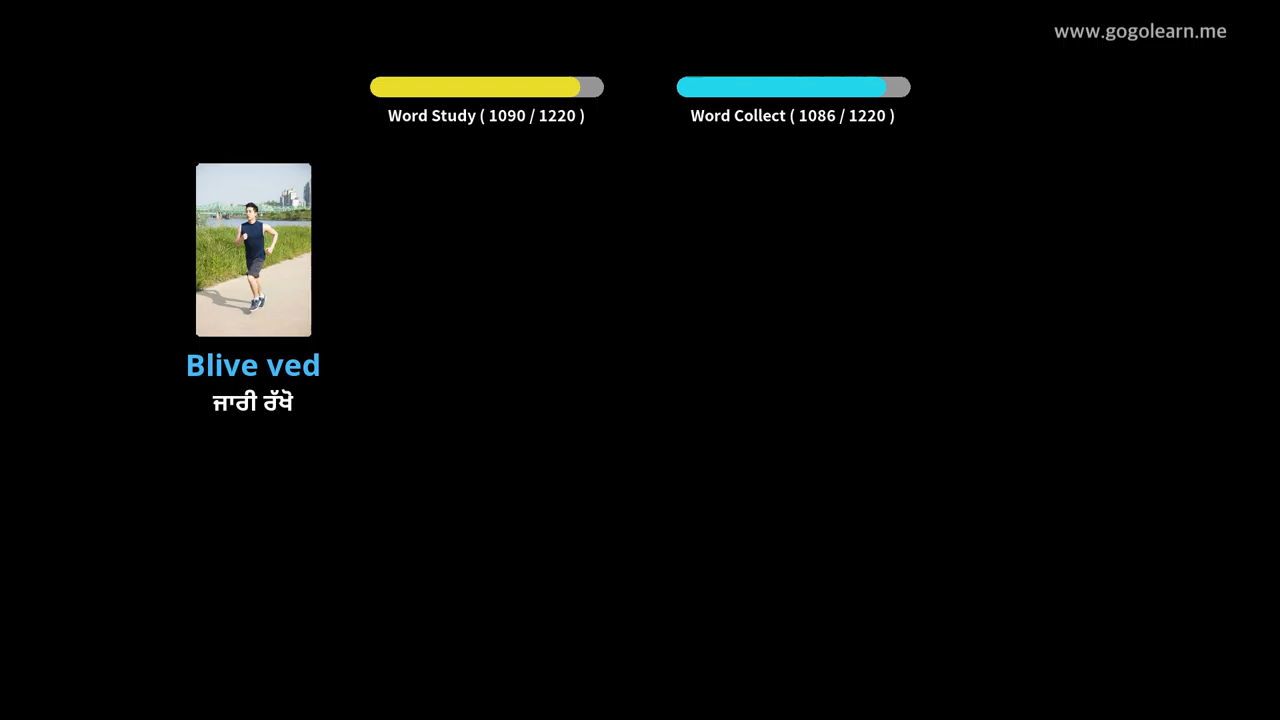 www.gogolearn.me
Word Study ( 1090 / 1220 )
Word Collect ( 1086 / 1220 )
Blive ved
ਜਾਰੀ ਰੱਖੋ